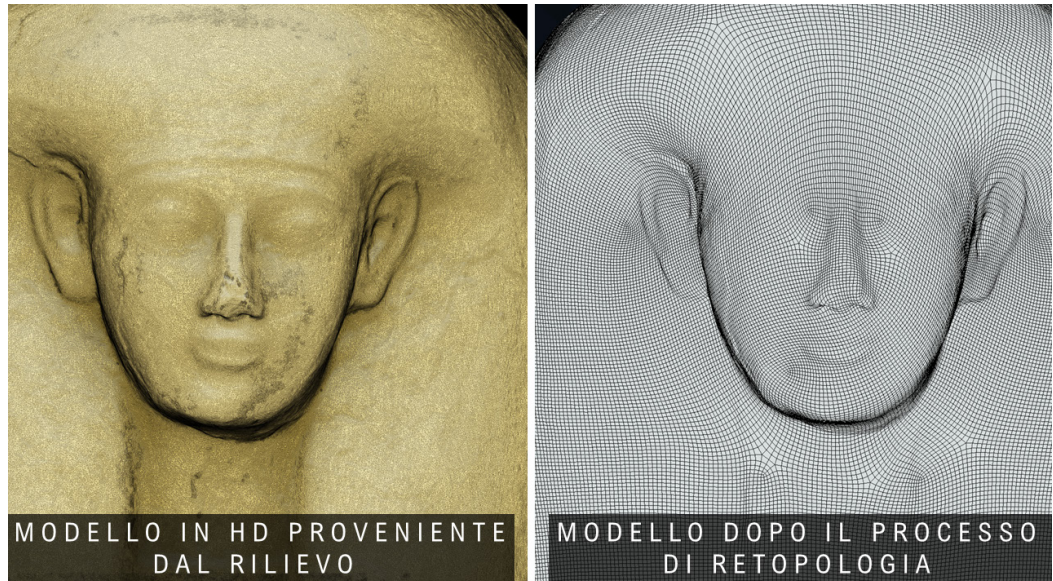 MODELLO IN HD PROVENIENTE
DAL RILIEVO
MODELLO DOPO IL PROCESSO
DI RETOPOLOGIA